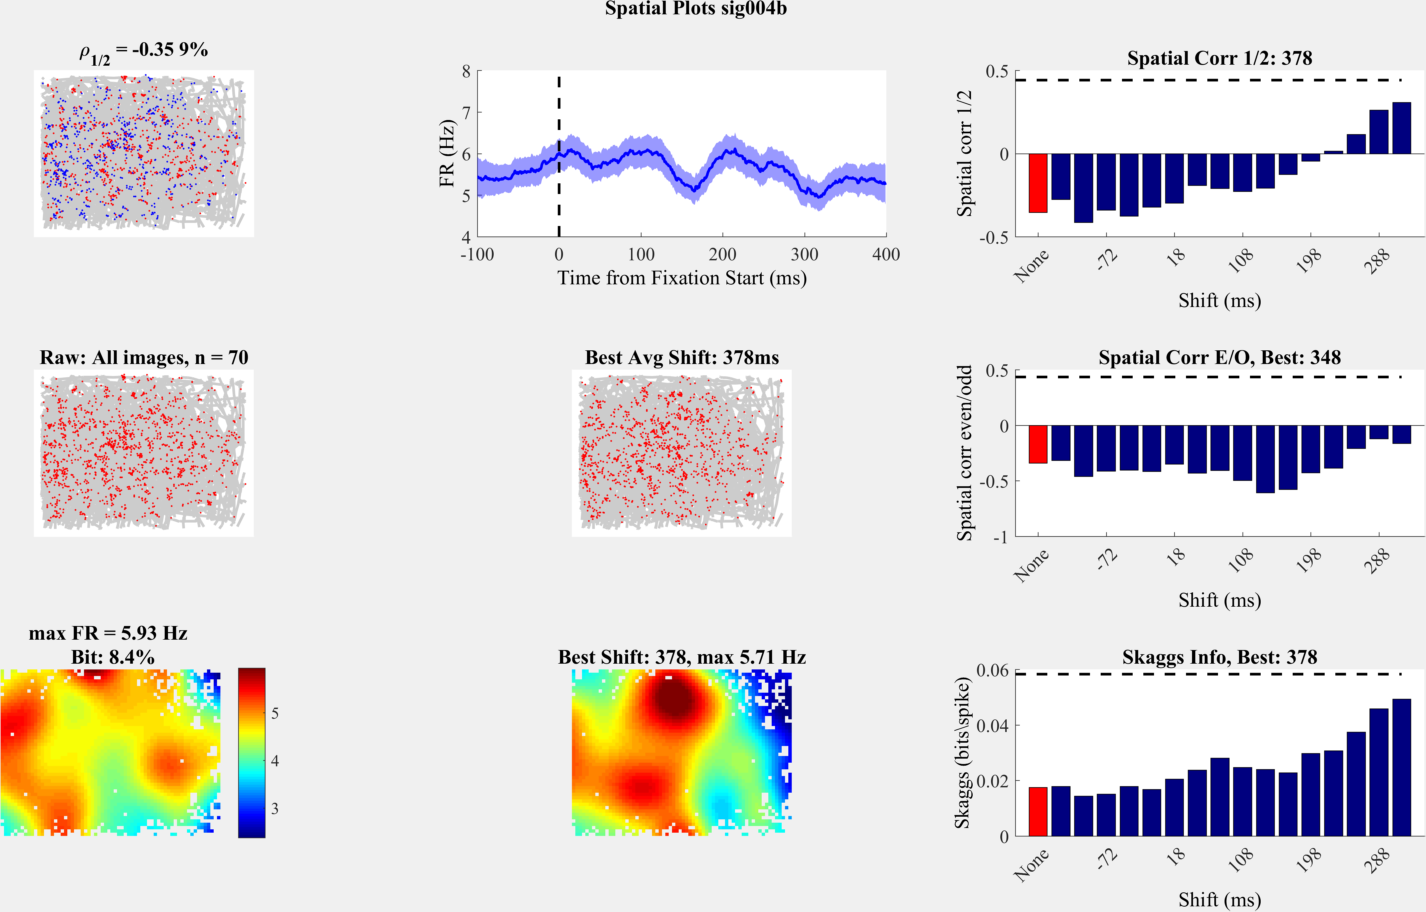 Spatial Plots sig004b
ρ1/2 = -0.35 9%
8
7
6
5
4
FR (Hz)
-100
0
100
200
300
400
Time from Fixation Start (ms)
Spatial Corr 1/2: 378
0.5
0
-0.5
Spatial corr 1/2
None
-72
18
108
198
288
Shift (ms)
Raw: All images, n = 70
Best Avg Shift: 378ms
Spatial Corr E/O, Best: 348
0.5
0
-0.5
-1
Spatial corr even/odd
None
-72
18
108
198
288
Shift (ms)
max FR = 5.93 Hz
Bit: 8.4%
5
4
3
Best Shift: 378, max 5.71 Hz
Skaggs Info, Best: 378
0.06
0.04
0.02
0
Skaggs (bits\spike)
None
-72
18
108
198
288
Shift (ms)